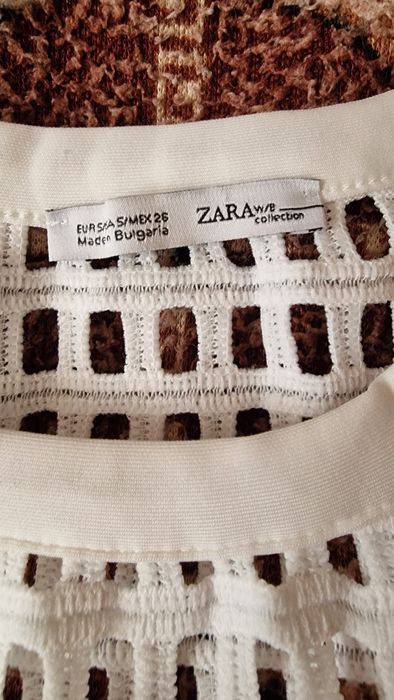 EUR S/USA S/MEX 26
Made in Bulgaria
ZARA W/B
collection